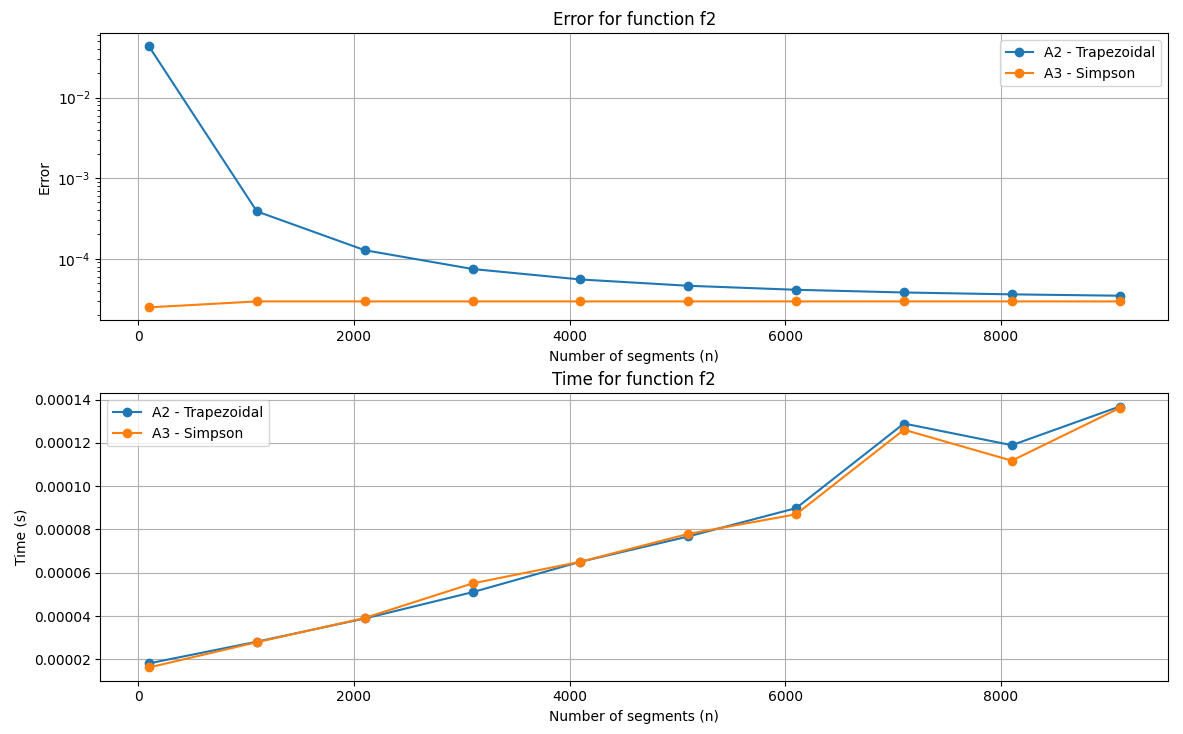 Error for function f2
A2 - Trapezoidal
A3 - Simpson
10⁻²
10⁻³
10⁻⁴
Error
0 2000 4000 6000 8000
Number of segments (n)
Time for function f2
A2 - Trapezoidal
A3 - Simpson
0.00014
0.00012
0.00010
0.00008
0.00006
0.00004
0.00002
Time (s)
0 2000 4000 6000 8000
Number of segments (n)